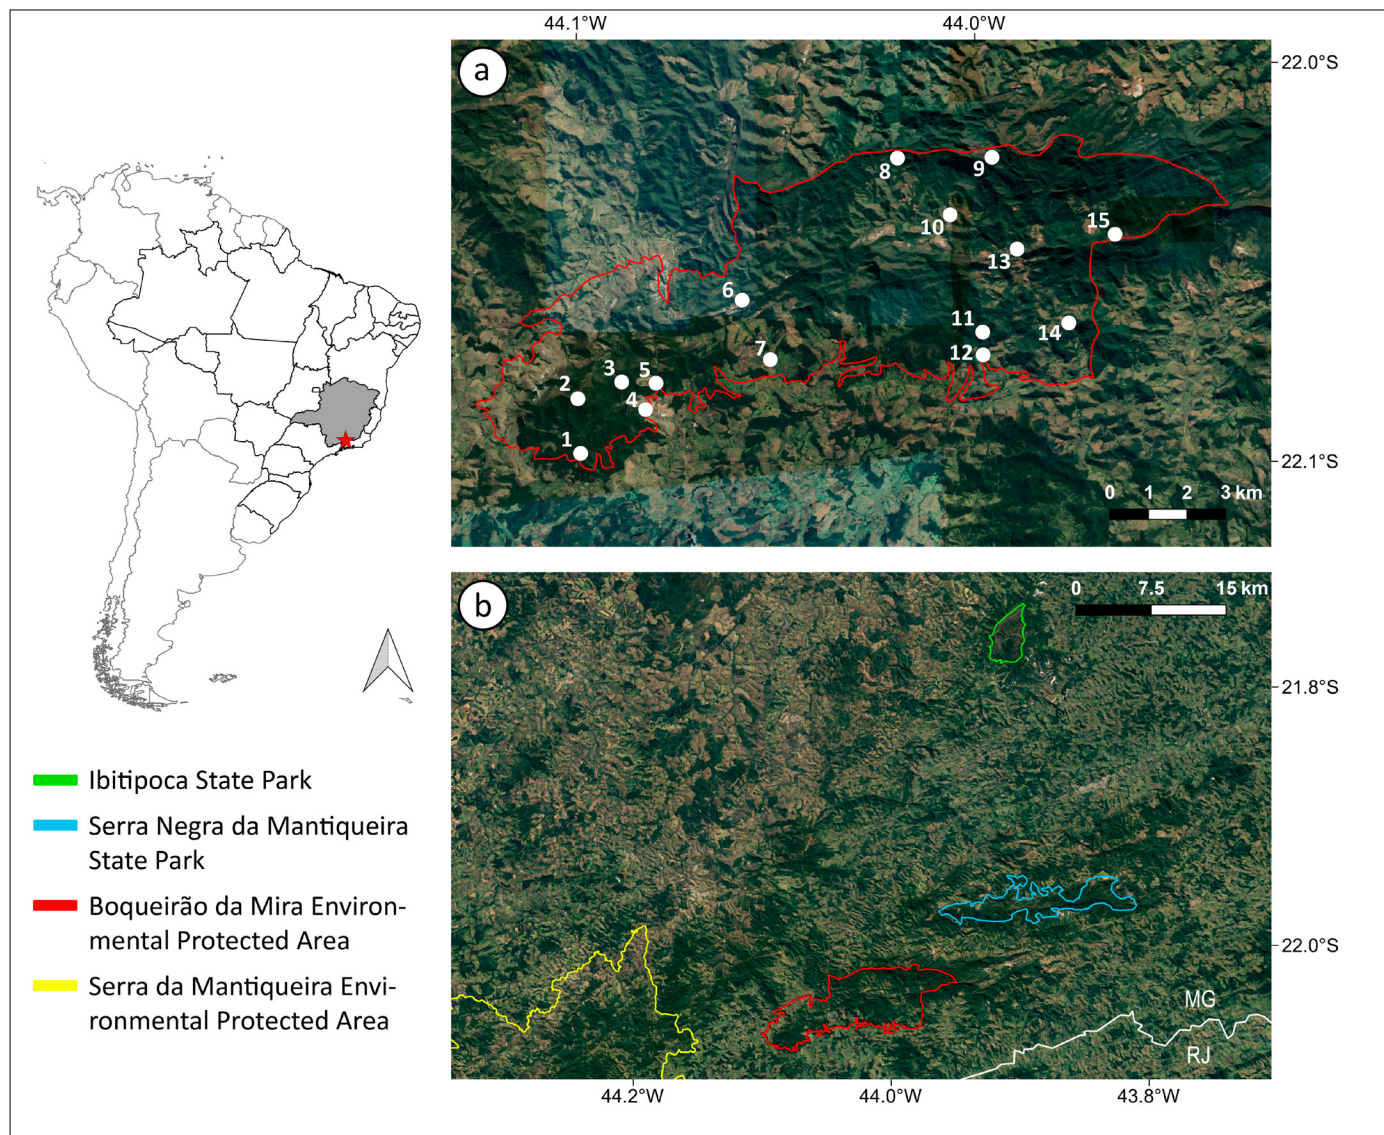 44.1°W
44.0°W
a
22.0°S
8
9
10
15
13
6
11
14
7
12
3
5
2
4
1
22.1°S
0 1 2 3 km
b
0 7.5 15 km
21.8°S
22.0°S
MG
RJ
44.2°W
44.0°W
43.8°W
Ibitipoca State Park
Serra Negra da Mantiqueira
State Park
Boqueirão da Mira Environ-
mental Protected Area
Serra da Mantiqueira Envi-
ronmental Protected Area